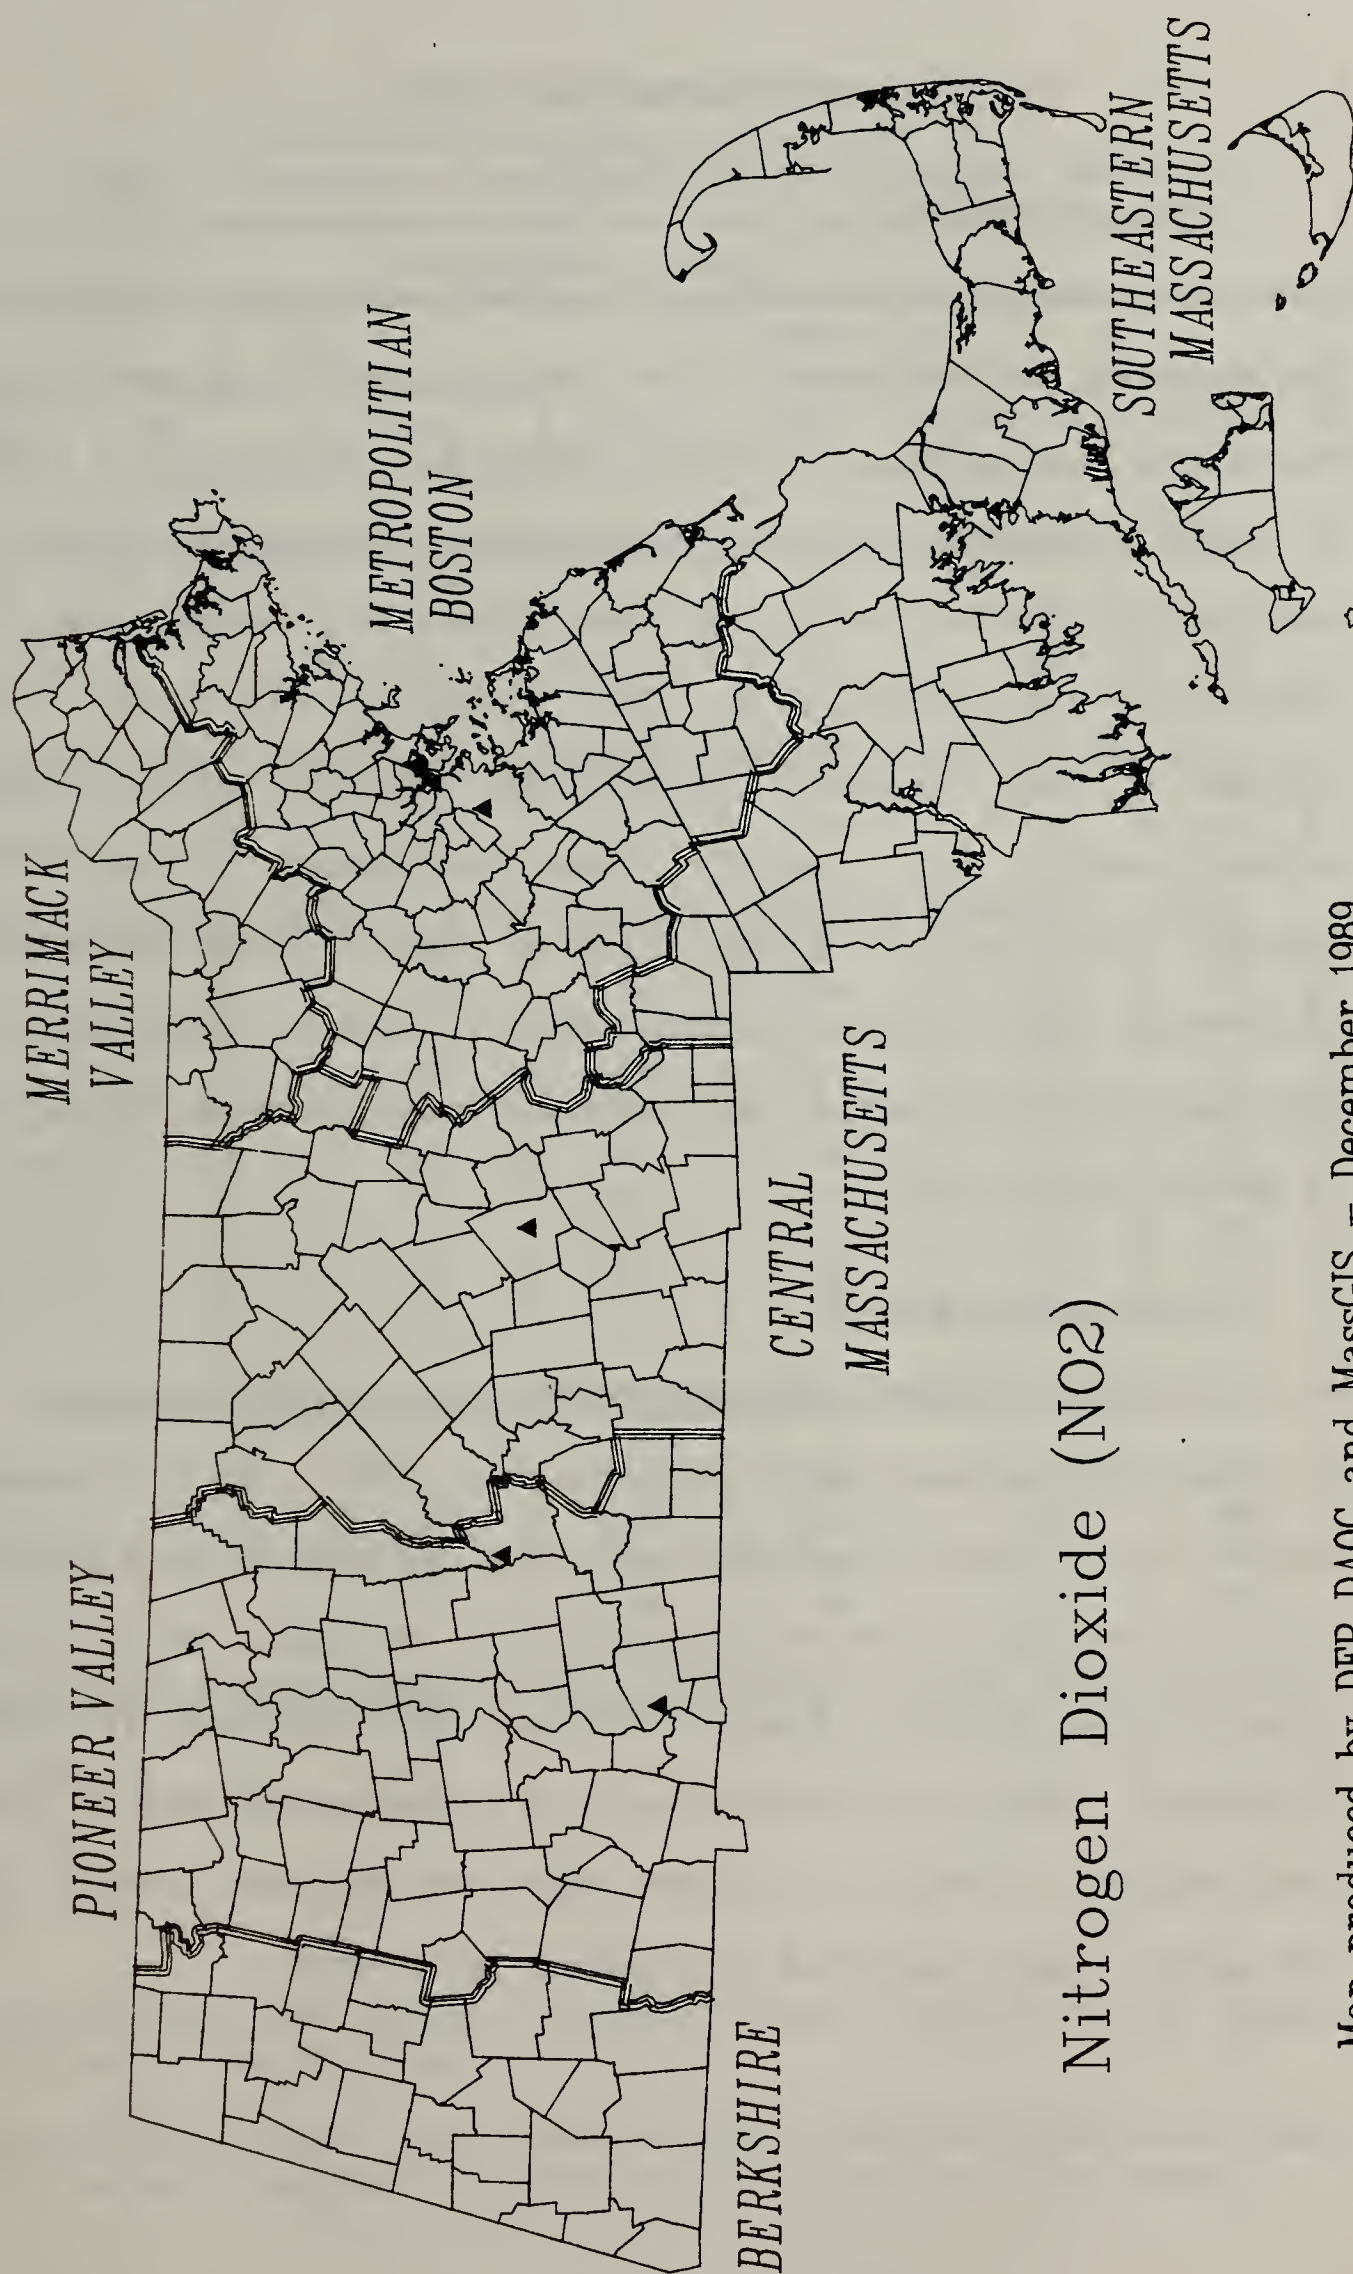 MERRIMACK
VALLEY
PIONEER VALLEY
METROPOLITIAN
BOSTON
CENTRAL
MASSACHUSETTS
BERKSHIRE
SOUTHEASTERN
MASSACHUSETTS
Nitrogen Dioxide (NO2)
Map produced by DEP DAQC and MassGIS - December 1989